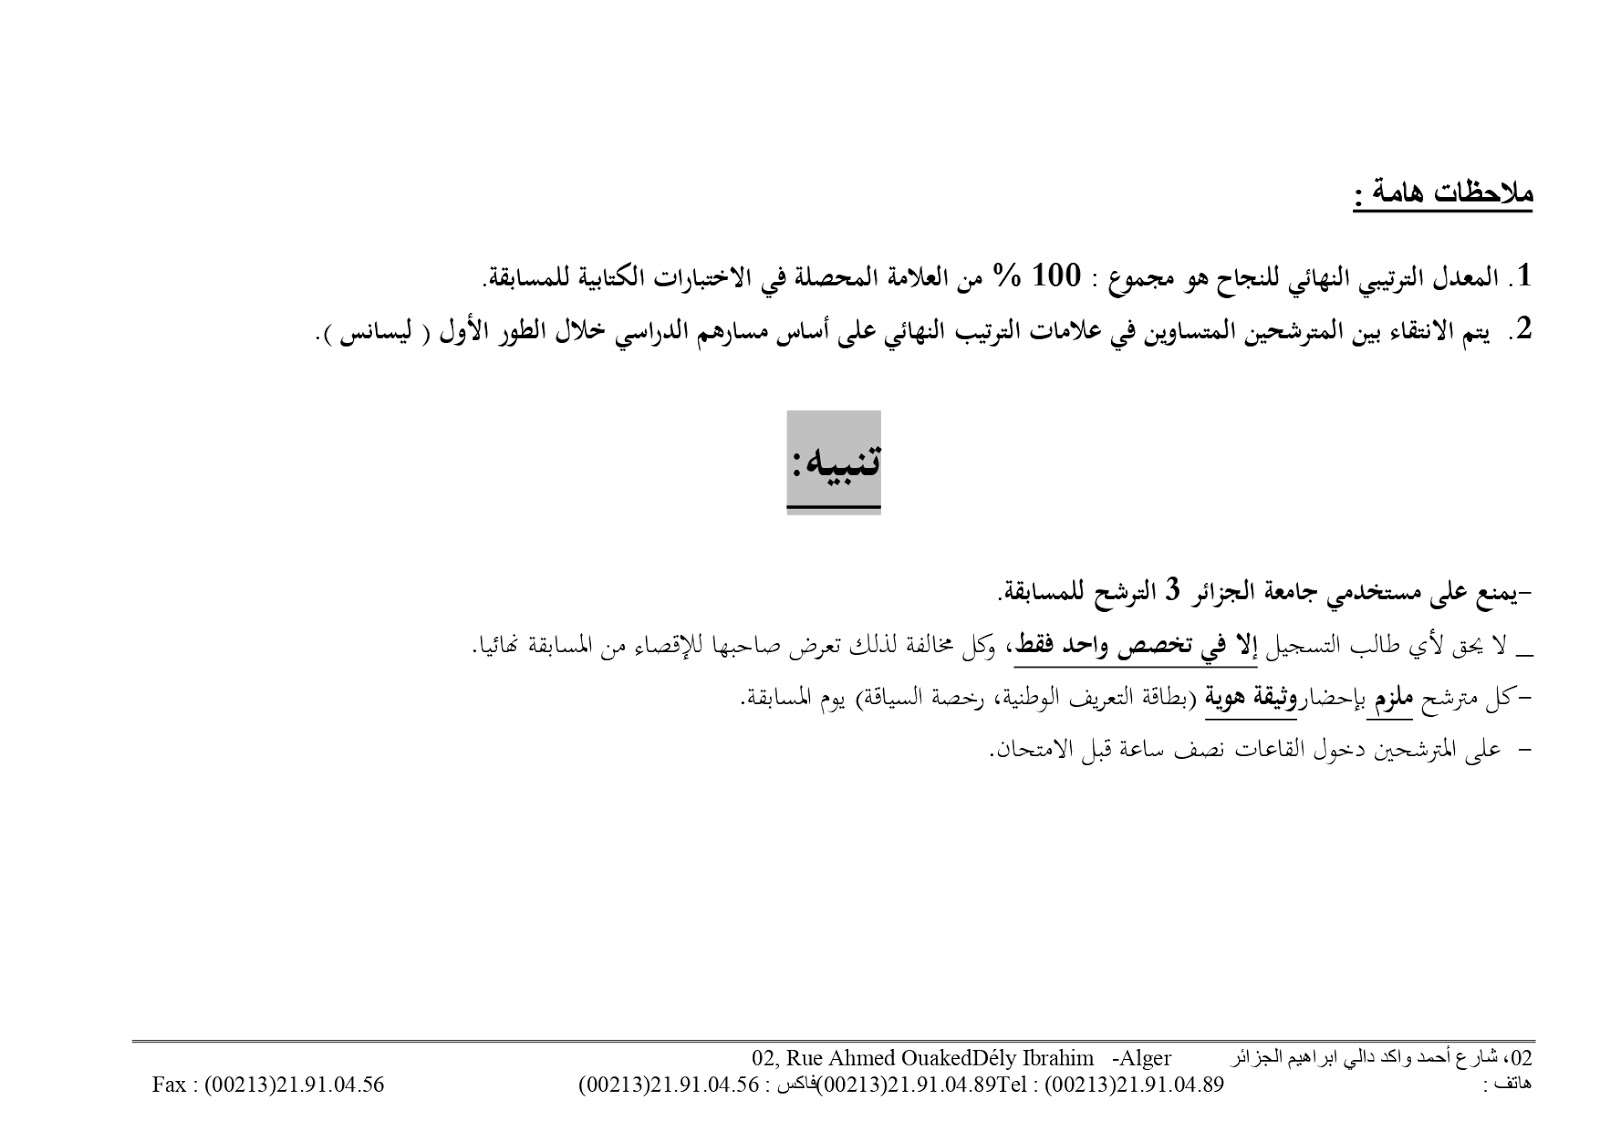 ملاحظات هامة :
1. المعدل الترتيبي النهائي للنجاح هو مجموع : 100 % من العلامة المحصلة في الاختبارات الكتابية للمسابقة.
2. يتم الانتقاء بين المترشحين المتساوين في علامات الترتيب النهائي على أساس مسارهم الدراسي خلال الطور الأول ( ليسانس ).
تنبيه:
-يمنع على مستخدمي جامعة الجزائر 3 الترشح للمسابقة.
_ لا يحق لأي طالب التسجيل إلا في تخصص واحد فقط، وكل مخالفة لذلك تعرض صاحبها للإقصاء من المسابقة نهائيا.
-كل مترشح ملزم بإحضاروثيقة هوية (بطاقة التعريف الوطنية، رخصة السياقة) يوم المسابقة.
- على المترشحين دخول القاعات نصف ساعة قبل الامتحان.
02، شارع أحمد واكد دالي ابراهيم الجزائر 02, Rue Ahmed OuakedDély Ibrahim -Alger
هاتف : (00213)21.91.04.89Tel : (00213)21.91.04.89 فاكس : (00213)21.91.04.56 Fax : (00213)21.91.04.56